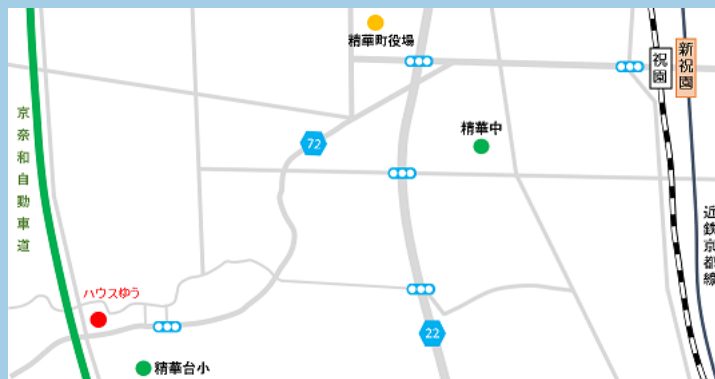 精華町役場
祝園
新祝園
京奈和自動車道
72
精華中
近鉄京都線
ハウスゆう
22
精華台小